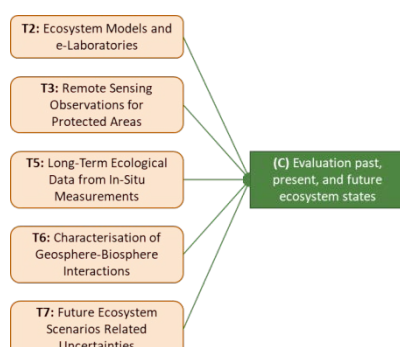 T2: Ecosystem Models and
e-Laboratories
T3: Remote Sensing
Observations for
Protected Areas
T5: Long-Term Ecological
Data from In-Situ
Measurements
T6: Characterisation of
Geosphere-Biosphere
Interactions
T7: Future Ecosystem
Scenarios Related
Uncertainties
(C) Evaluation past,
present, and future
ecosystem states